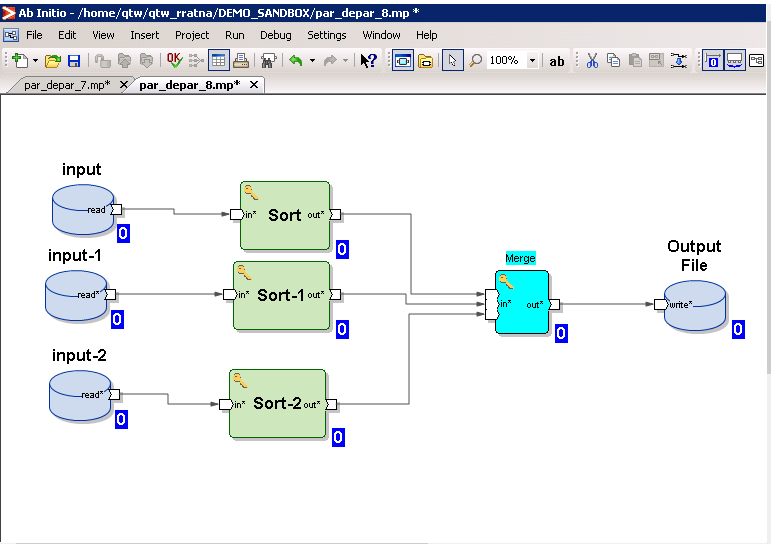 Ab Initio - /home/qtw/qtw_rratna/DEMO_SANDBOX/par_depar_8.mp *
File Edit View Insert Project Run Debug Settings Window Help
OK 100% ab
par_depar_7.mp* par_depar_8.mp*
input
read
0
in* Sort out*
0
input-1
read*
0
in* Sort-1 out*
0
input-2
read*
0
in* Sort-2 out*
0
Merge
in* out*
0
Output
File
write*
0